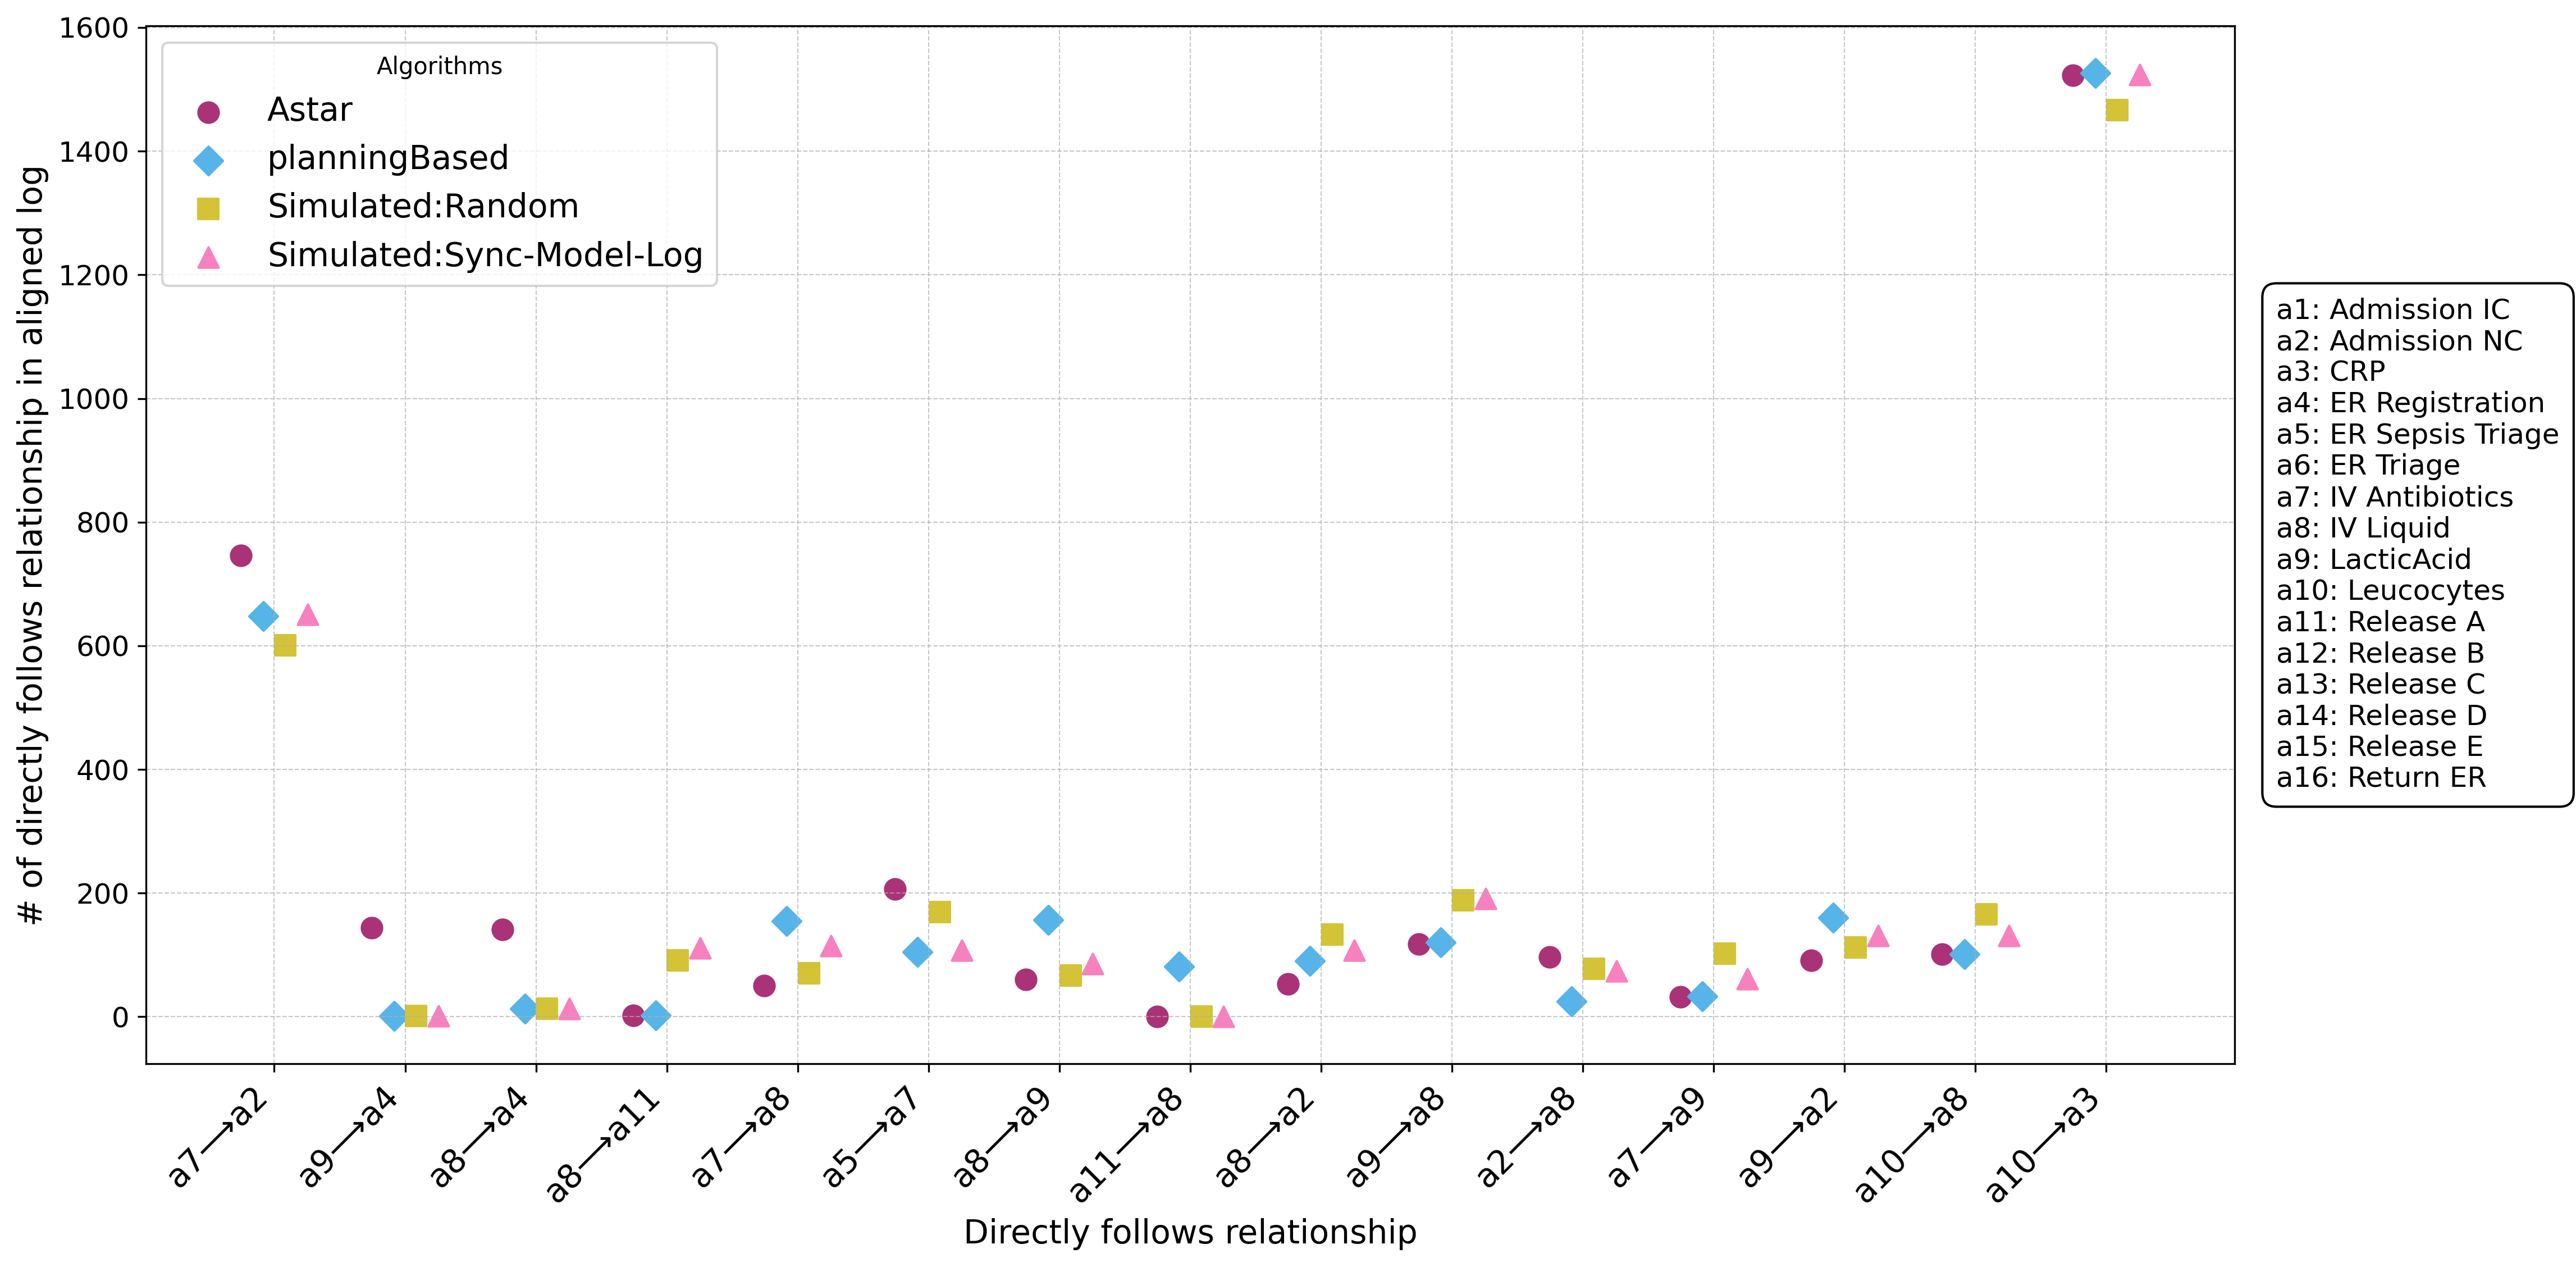 1600
1400
1200
1000
800
600
400
200
0
# of directly follows relationship in aligned log
Algorithms
Astar
planningBased
Simulated:Random
Simulated:Sync-Model-Log
a1: Admission IC
a2: Admission NC
a3: CRP
a4: ER Registration
a5: ER Sepsis Triage
a6: ER Triage
a7: IV Antibiotics
a8: IV Liquid
a9: LacticAcid
a10: Leucocytes
a11: Release A
a12: Release B
a13: Release C
a14: Release D
a15: Release E
a16: Return ER
a7→a2
a9→a4
a8→a4
a8→a11
a7→a8
a5→a7
a8→a9
a11→a8
a8→a2
a9→a8
a2→a8
a7→a9
a9→a2
a10→a8
a10→a3
Directly follows relationship